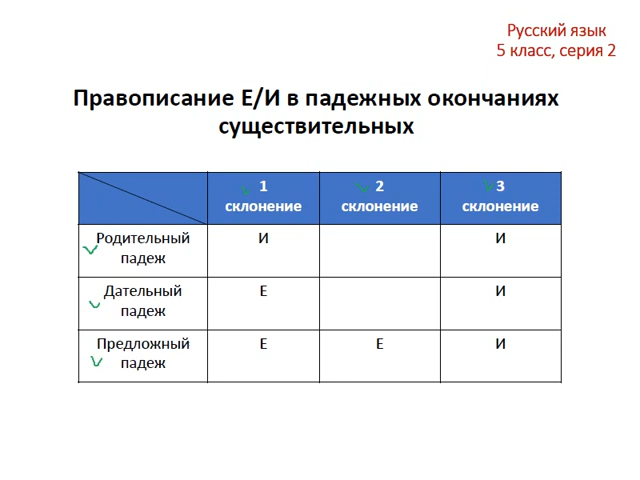 Русский язык
5 класс, серия 2
Правописание Е/И в падежных окончаниях
существительных
1
склонение
2
склонение
3
склонение
Родительный
падеж
И
И
Дательный
падеж
Е
И
Предложный
падеж
Е
Е
И